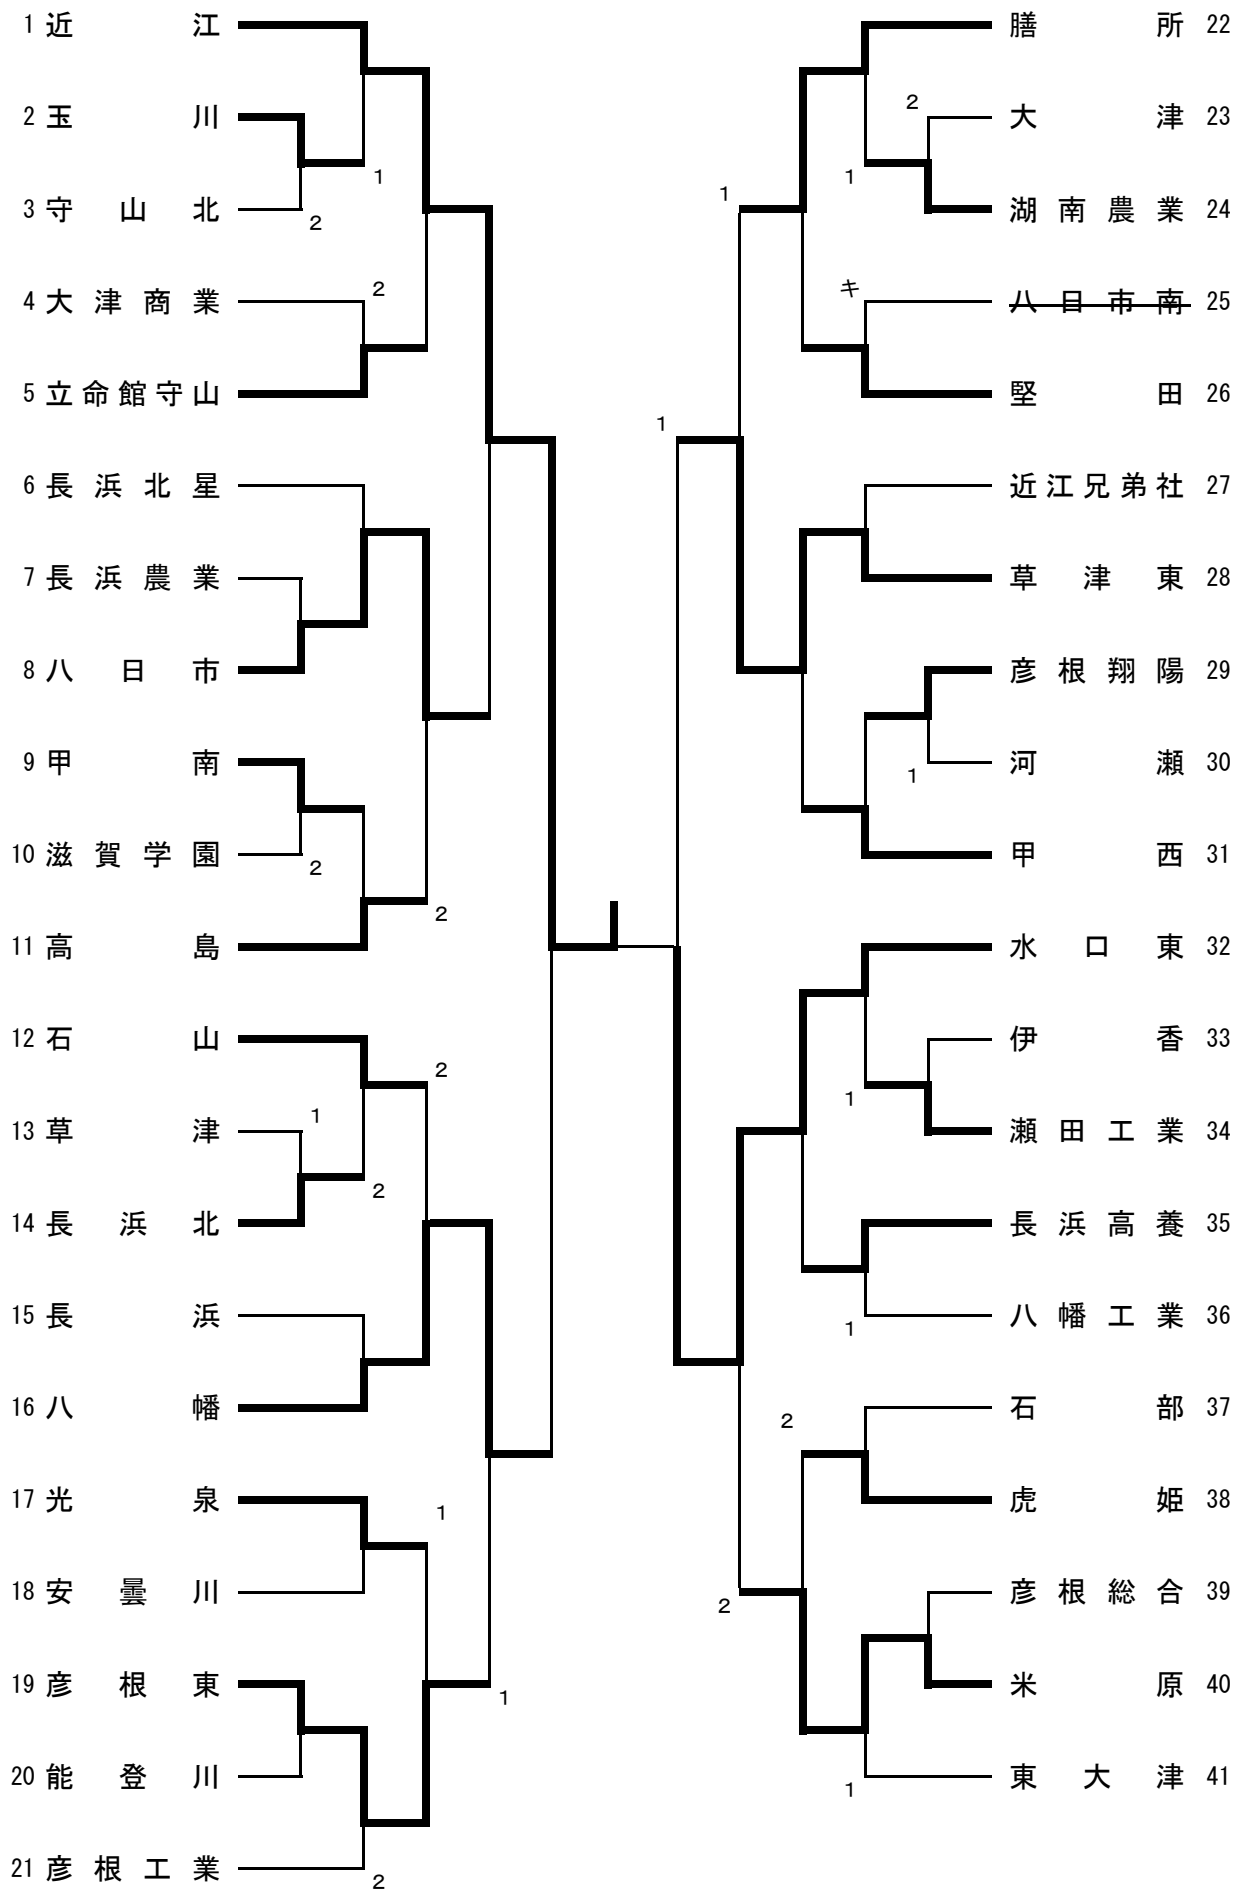 1 近江
1
2 玉川
3 守山北
2
4 大津商業
2
5 立命館守山
6 長浜北星
7 長浜農業
8 八日市
9 甲南
10 滋賀学園
2
2
11 高島
12 石山
2
13 草津
1
2
14 長浜北
15 長浜
16 八幡
17 光泉
1
18 安曇川
19 彦根東
1
20 能登川
21 彦根工業
2
膳所 22
2
大津 23
1
1
湖南農業 24
キ
八日市南 25
堅田 26
1
近江兄弟社 27
草津東 28
彦根翔陽 29
河瀬 30
1
甲西 31
水口東 32
伊香 33
1
瀬田工業 34
長浜高養 35
八幡工業 36
1
石部 37
2
虎姫 38
彦根総合 39
2
米原 40
東大津 41
1